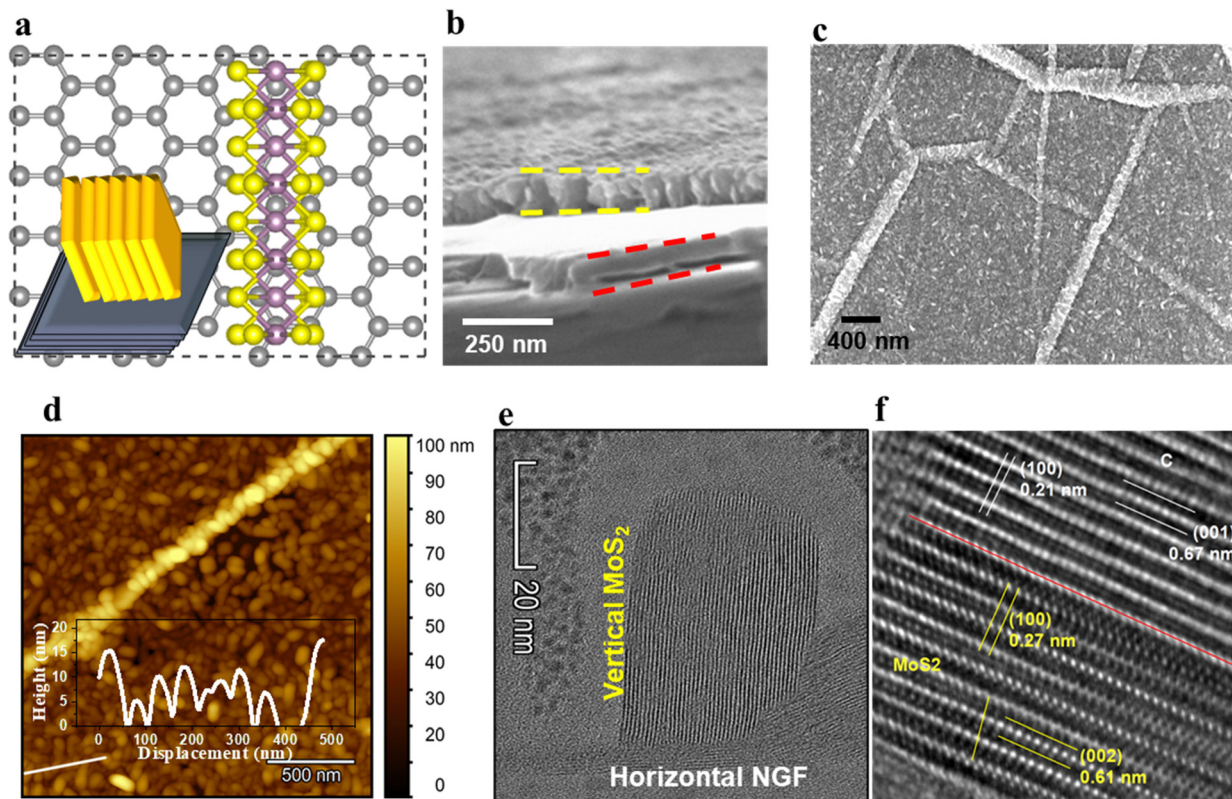 a
b
c
250 nm
400 nm
d
e
f
100 nm
90
80
70
60
50
40
30
20
10
0
20
15
10
5
0
Height (nm)
0 100 200 300 400 500
Displacement (nm)
500 nm
20 nm
Vertical MoS₂
Horizontal NGF
C
(100)
0.21 nm
(001)
0.67 nm
(100)
0.27 nm
MoS2
(002)
0.61 nm